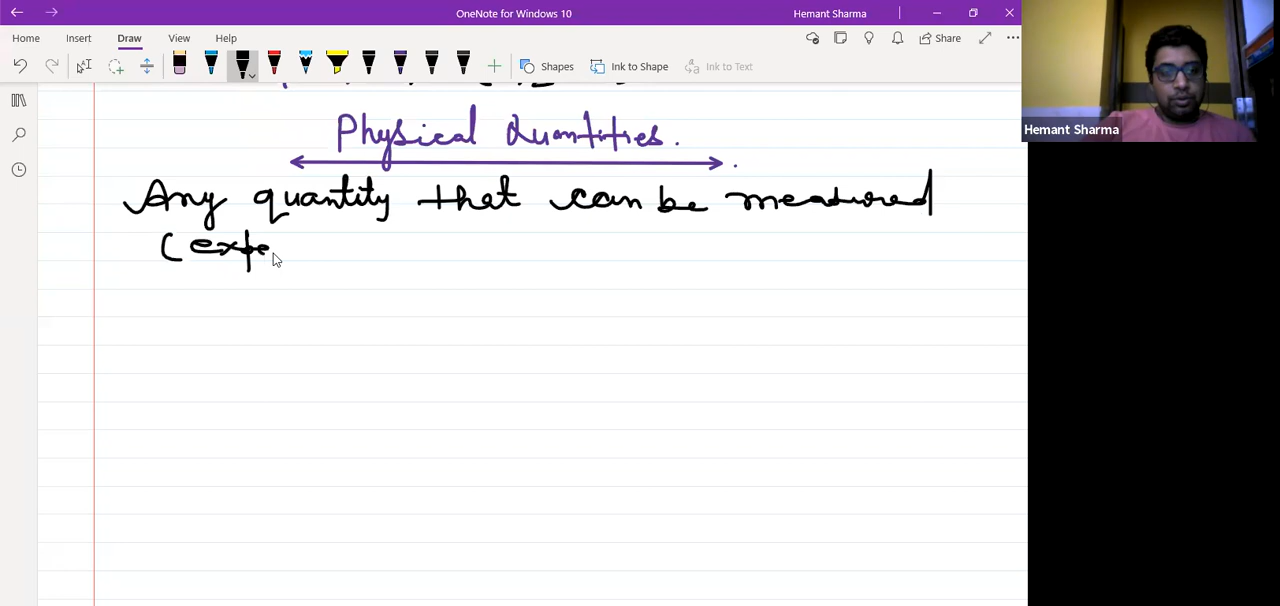 OneNote for Windows 10
Hemant Sharma
Home Insert Draw View Help
Share
Shapes Ink to Shape Ink to Text
Physical Quantities.
Any quantity that can be measured
(expe
Hemant Sharma